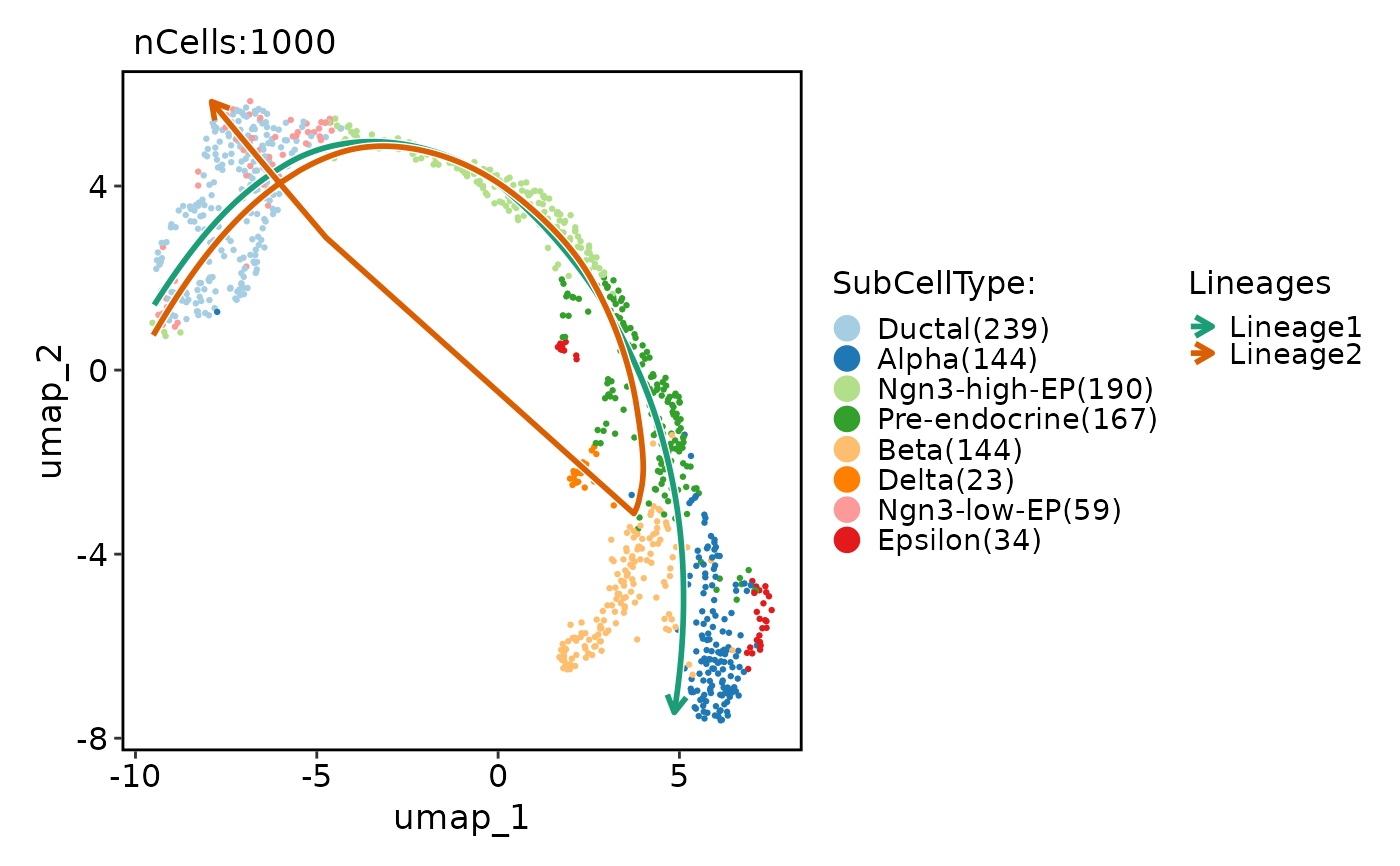 nCells:1000
umap_2
4
0
-4
-8
-10
-5
0
5
umap_1
SubCellType:
Ductal(239)
Alpha(144)
Ngn3-high-EP(190)
Pre-endocrine(167)
Beta(144)
Delta(23)
Ngn3-low-EP(59)
Epsilon(34)
Lineages
Lineage1
Lineage2